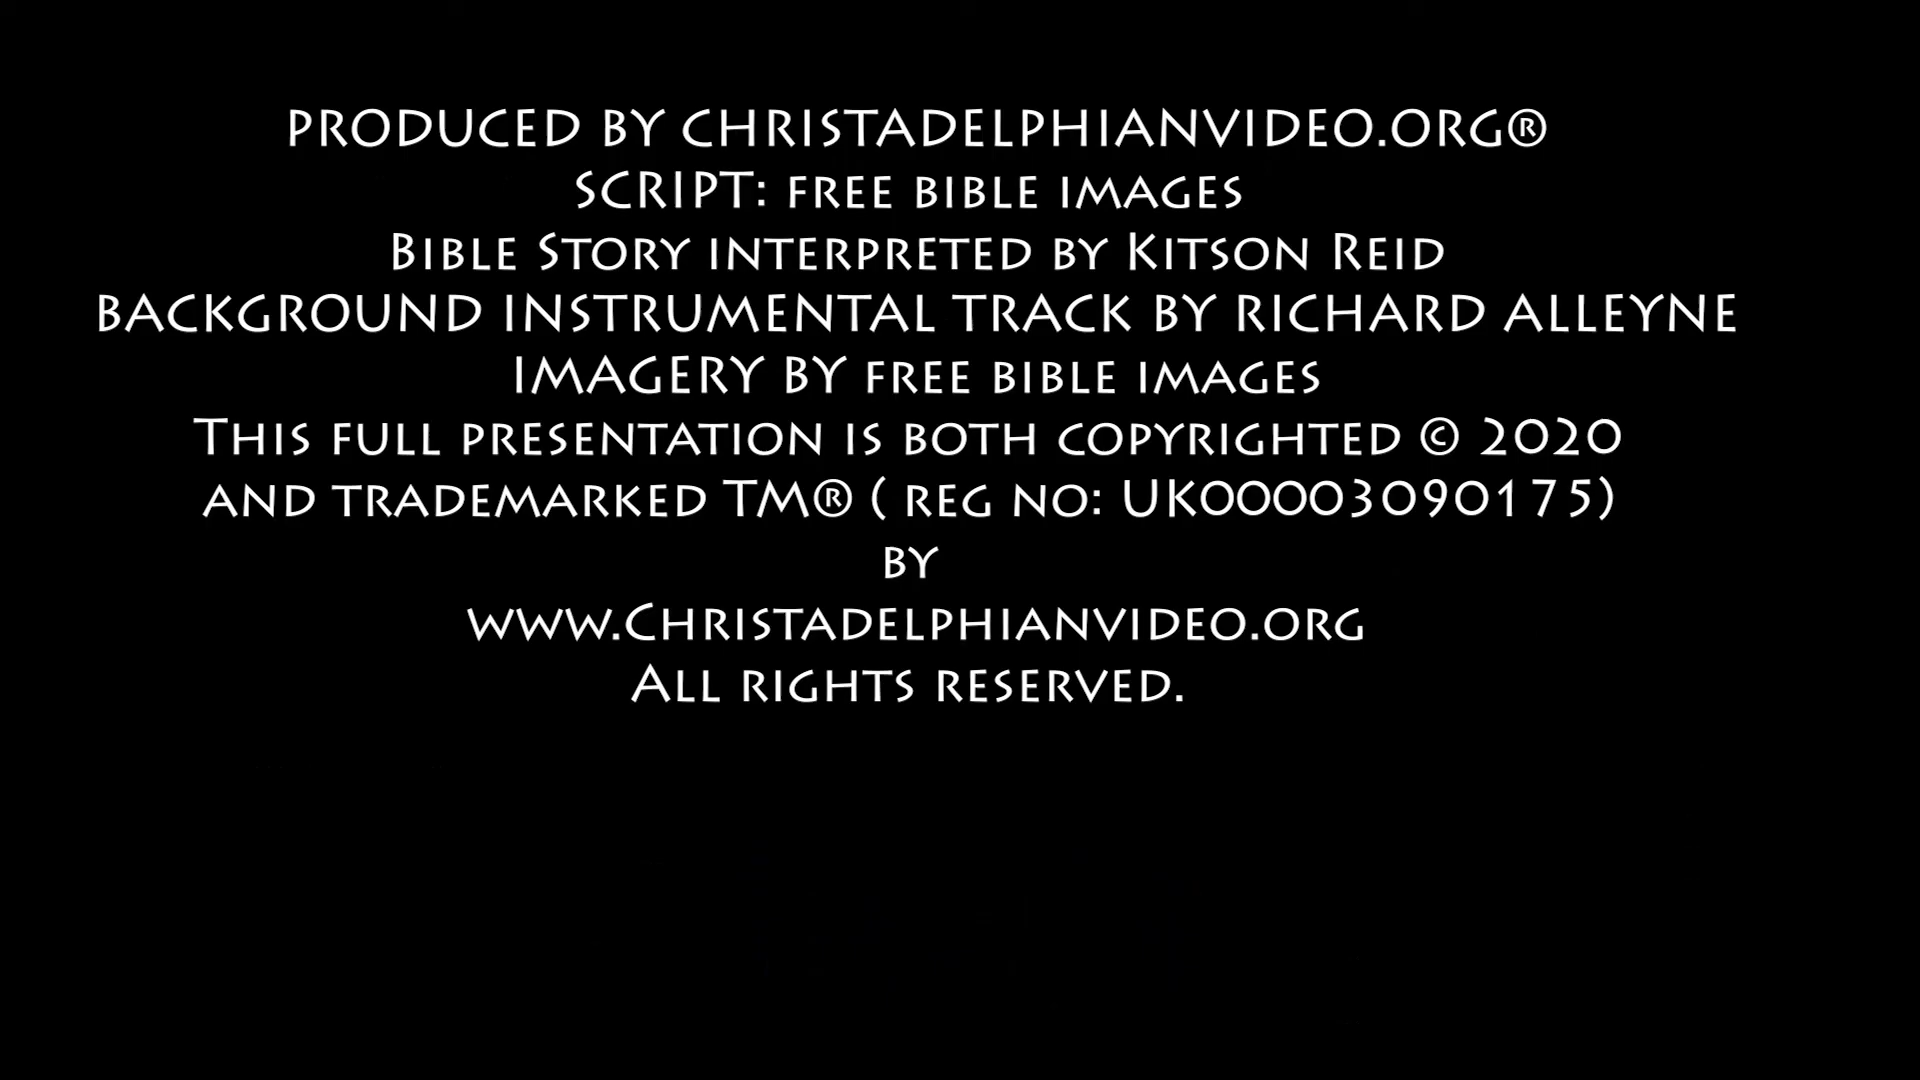 PRODUCED BY CHRISTADELPHIANVIDEO.ORG®
SCRIPT: FREE BIBLE IMAGES
BIBLE STORY INTERPRETED BY KITSON REID
BACKGROUND INSTRUMENTAL TRACK BY RICHARD ALLEYNE
IMAGERY BY FREE BIBLE IMAGES
THIS FULL PRESENTATION IS BOTH COPYRIGHTED © 2020
AND TRADEMARKED TM® ( REG NO: UK00003090175)
BY
WWW.CHRISTADELPHIANVIDEO.ORG
ALL RIGHTS RESERVED.